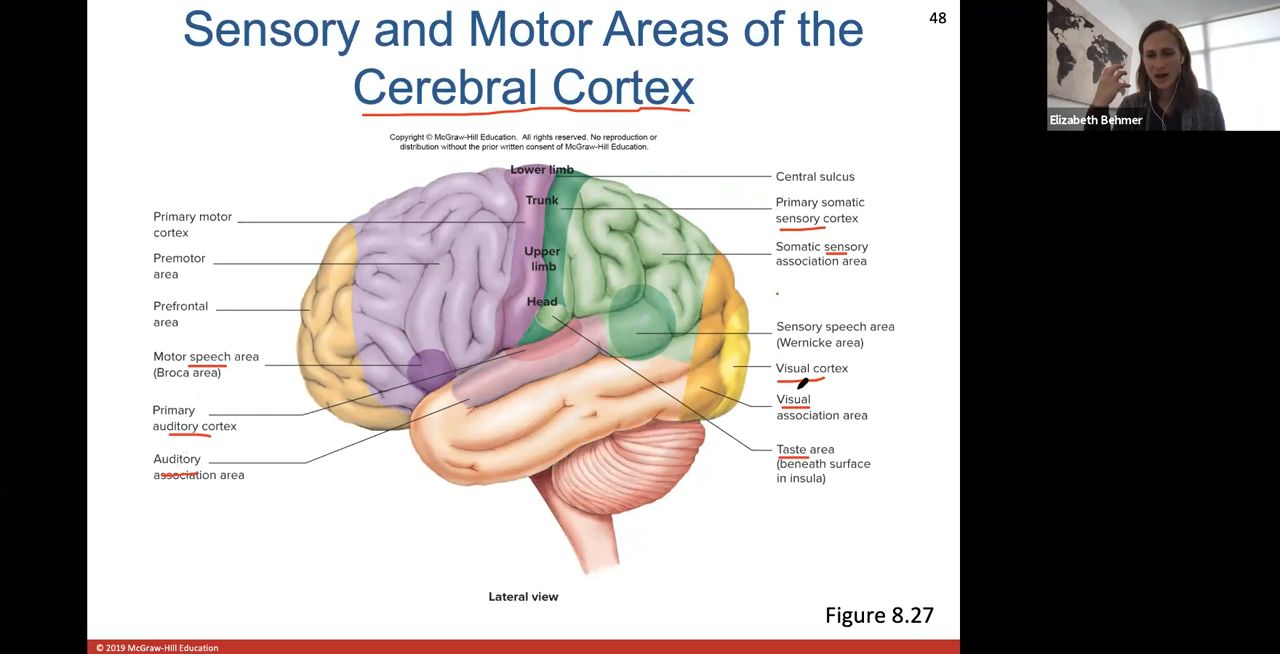 Sensory and Motor Areas of the
Cerebral Cortex
48
Elizabeth Behmer
Copyright © McGraw-Hill Education. All rights reserved. No reproduction or
distribution without the prior written consent of McGraw-Hill Education.
Lower limb
Trunk
Upper
limb
Head
Primary motor
cortex
Premotor
area
Prefrontal
area
Motor speech area
(Broca area)
Primary
auditory cortex
Auditory
association area
Central sulcus
Primary somatic
sensory cortex
Somatic sensory
association area
Sensory speech area
(Wernicke area)
Visual cortex
Visual
association area
Taste area
(beneath surface
in insula)
Lateral view
Figure 8.27
© 2019 McGraw-Hill Education